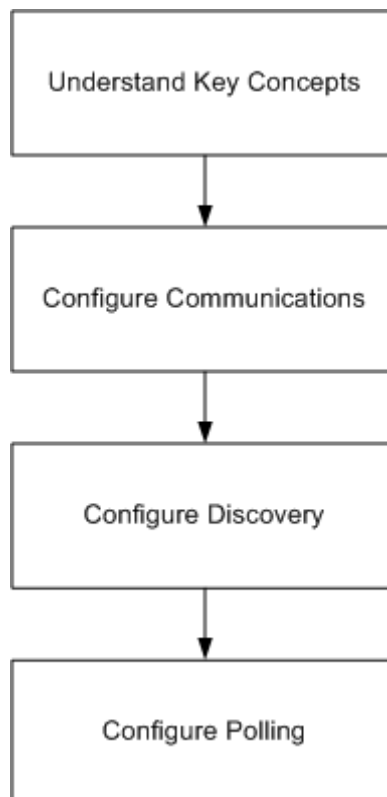 Understand Key Concepts
Configure Communications
Configure Discovery
Configure Polling